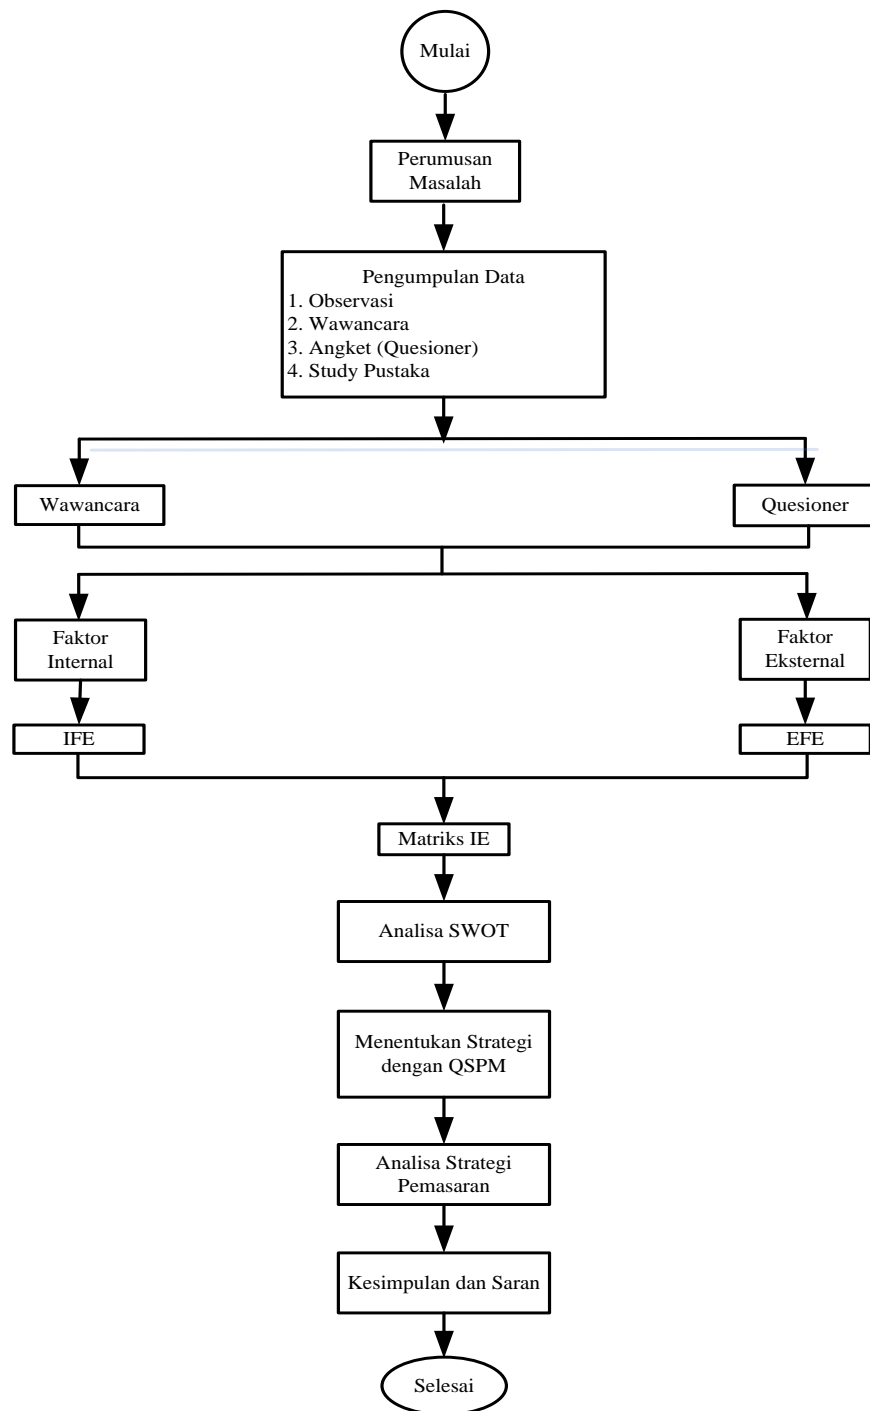 Mulai
Perumusan
Masalah
Pengumpulan Data
1. Observasi
2. Wawancara
3. Angket (Quesioner)
4. Study Pustaka
Wawancara
Quesioner
Faktor
Internal
Faktor
Eksternal
IFE
EFE
Matriks IE
Analisa SWOT
Menentukan Strategi
dengan QSPM
Analisa Strategi
Pemasaran
Kesimpulan dan Saran
Selesai